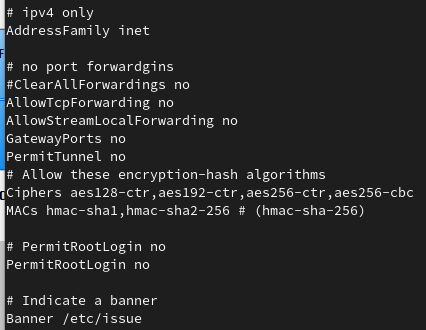 # ipv4 only
AddressFamily inet
# no port forwardgins
#ClearAllForwardings no
AllowTcpForwarding no
AllowStreamLocalForwarding no
GatewayPorts no
PermitTunnel no
# Allow these encryption-hash algorithms
Ciphers aes128-ctr,aes192-ctr,aes256-ctr,aes256-cbc
MACs hmac-sha1,hmac-sha2-256 # (hmac-sha-256)
# PermitRootLogin no
PermitRootLogin no
# Indicate a banner
Banner /etc/issue